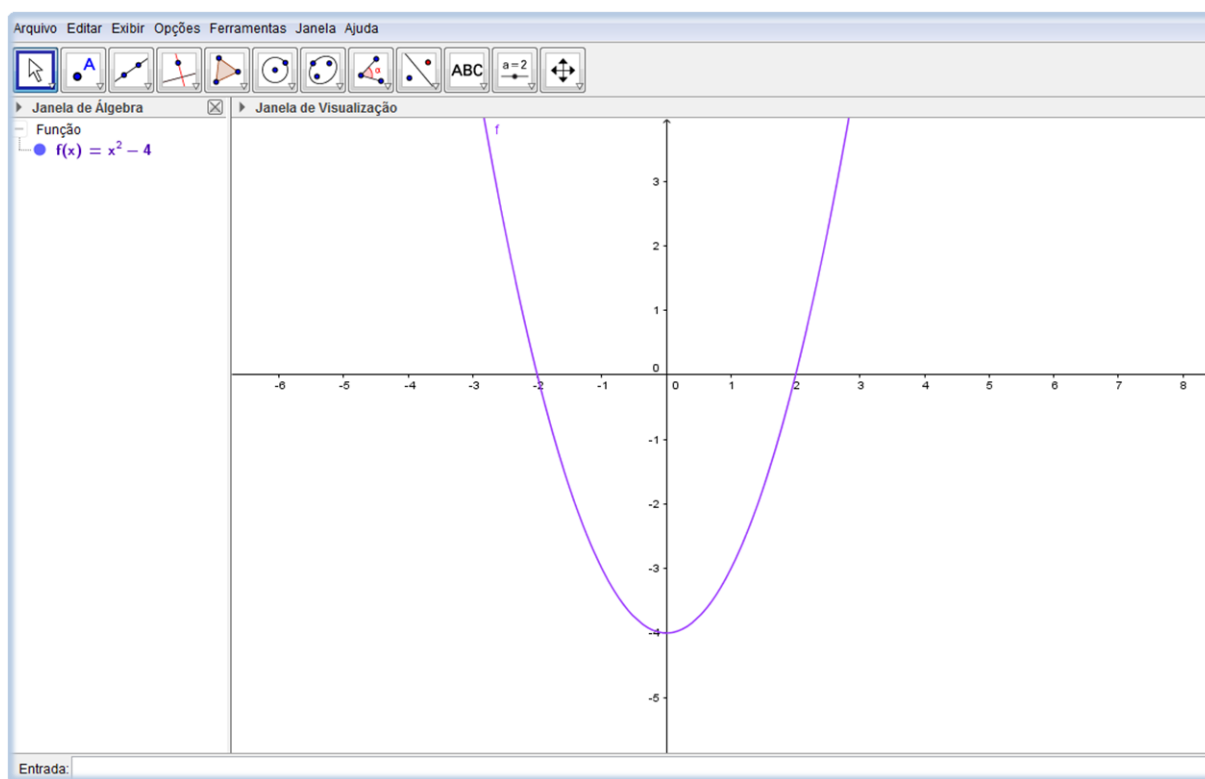 Arquivo Editar Exibir Opções Ferramentas Janela Ajuda
A α ABC a=2
Janela de Álgebra
Janela de Visualização
Função
f(x) = x² − 4
f
3
2
1
0
-6 -5 -4 -3 -2 -1 0 1 2 3 4 5 6 7 8
-1
-2
-3
-4
-5
Entrada: